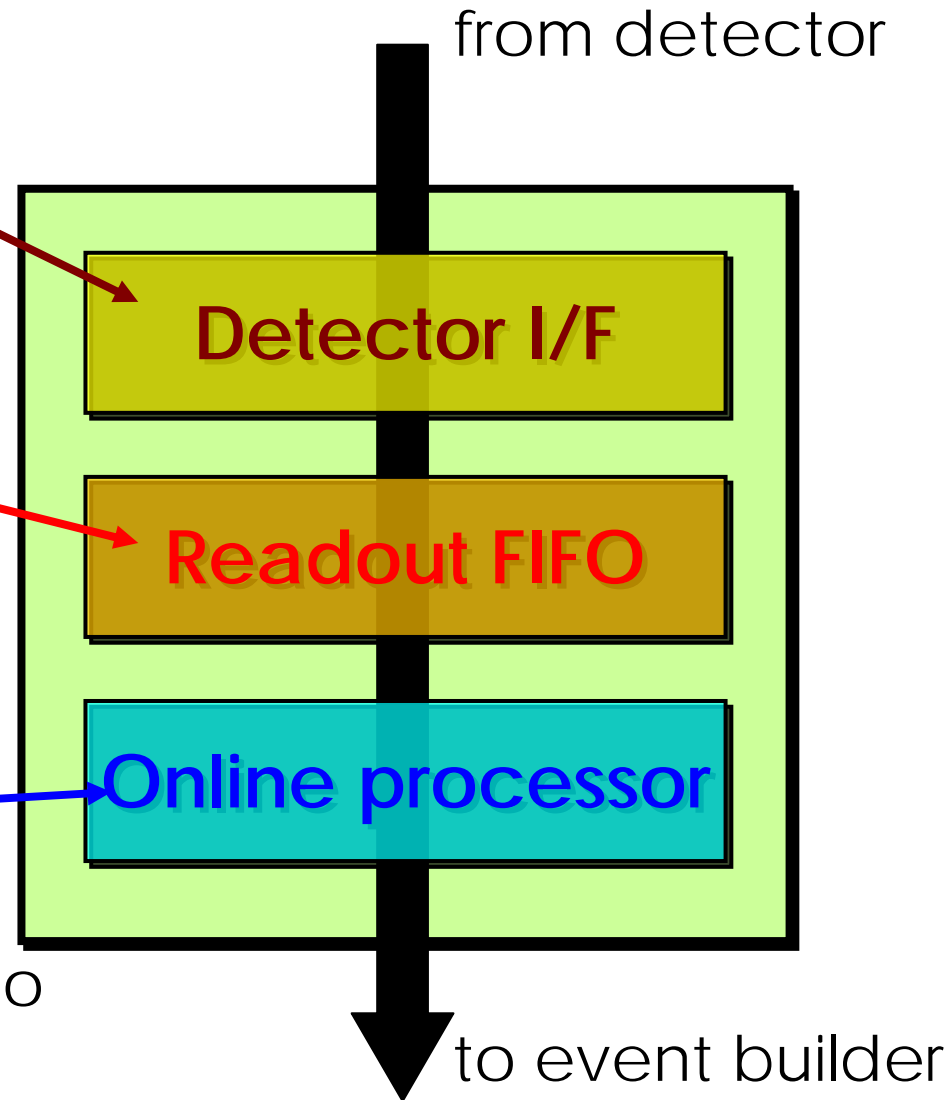 from detector
Detector I/F
Readout FIFO
Online processor
o
to event builder